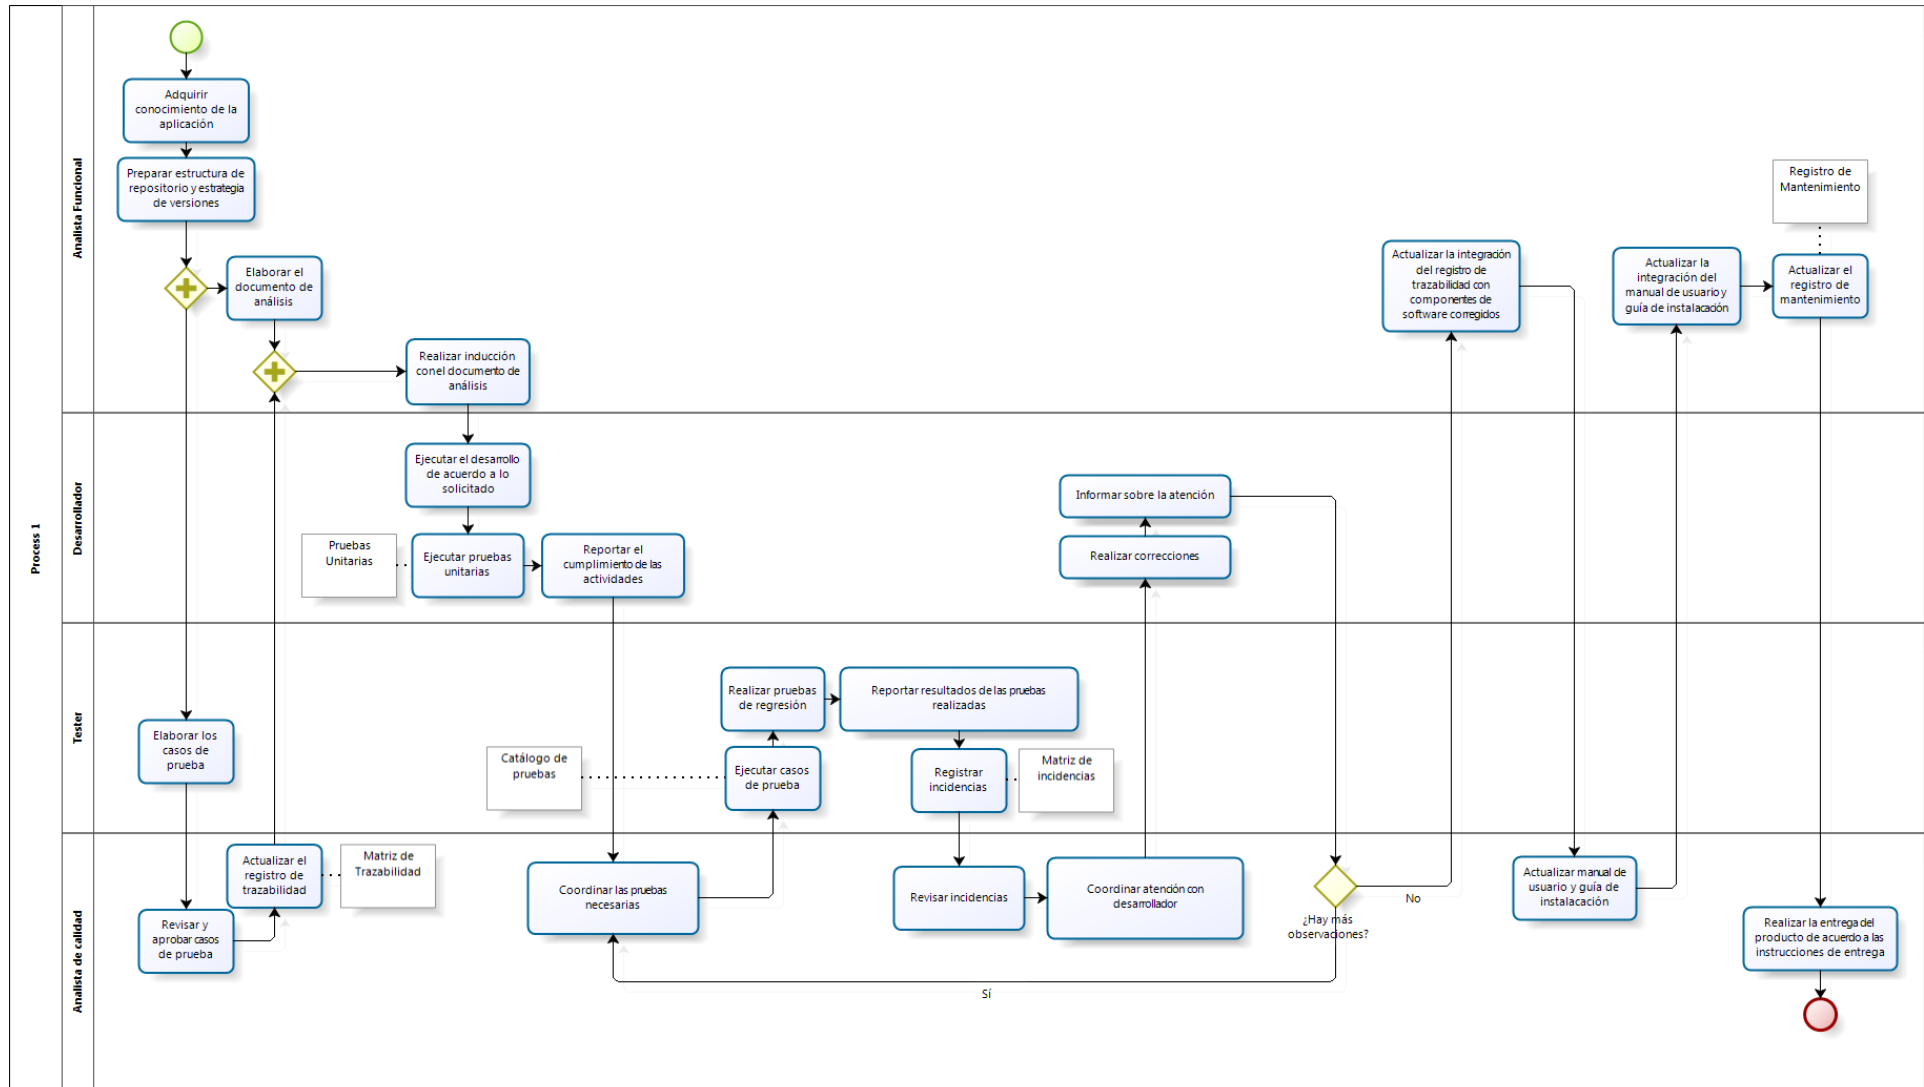 Process 1
Analista Funcional
Adquirir
conocimiento de la
aplicación
Preparar estructura de
repositorio y estrategia
de versiones
Elaborar el
documento de
análisis
Realizar inducción
con el documento de
análisis
Actualizar la integración
del registro de
trazabilidad con
componentes de
software corregidos
Actualizar la
integración del
manual de usuario y
guía de instalacación
Registro de
Mantenimiento
Actualizar el
registro de
mantenimiento
Desarrollador
Ejecutar el desarrollo
de acuerdo a lo
solicitado
Pruebas
Unitarias
Ejecutar pruebas
unitarias
Reportar el
cumplimiento de las
actividades
Informar sobre la atención
Realizar correcciones
Tester
Elaborar los
casos de
prueba
Catálogo de
pruebas
Realizar pruebas
de regresión
Ejecutar casos
de prueba
Reportar resultados de las pruebas
realizadas
Registrar
incidencias
Matriz de
incidencias
Analista de calidad
Revisar y
aprobar casos
de prueba
Actualizar el
registro de
trazabilidad
Matriz de
Trazabilidad
Coordinar las pruebas
necesarias
Revisar incidencias
Coordinar atención con
desarrollador
¿Hay más
observaciones?
No
Sí
Actualizar manual de
usuario y guía de
instalacación
Realizar la entrega del
producto de acuerdo a las
instrucciones de entrega